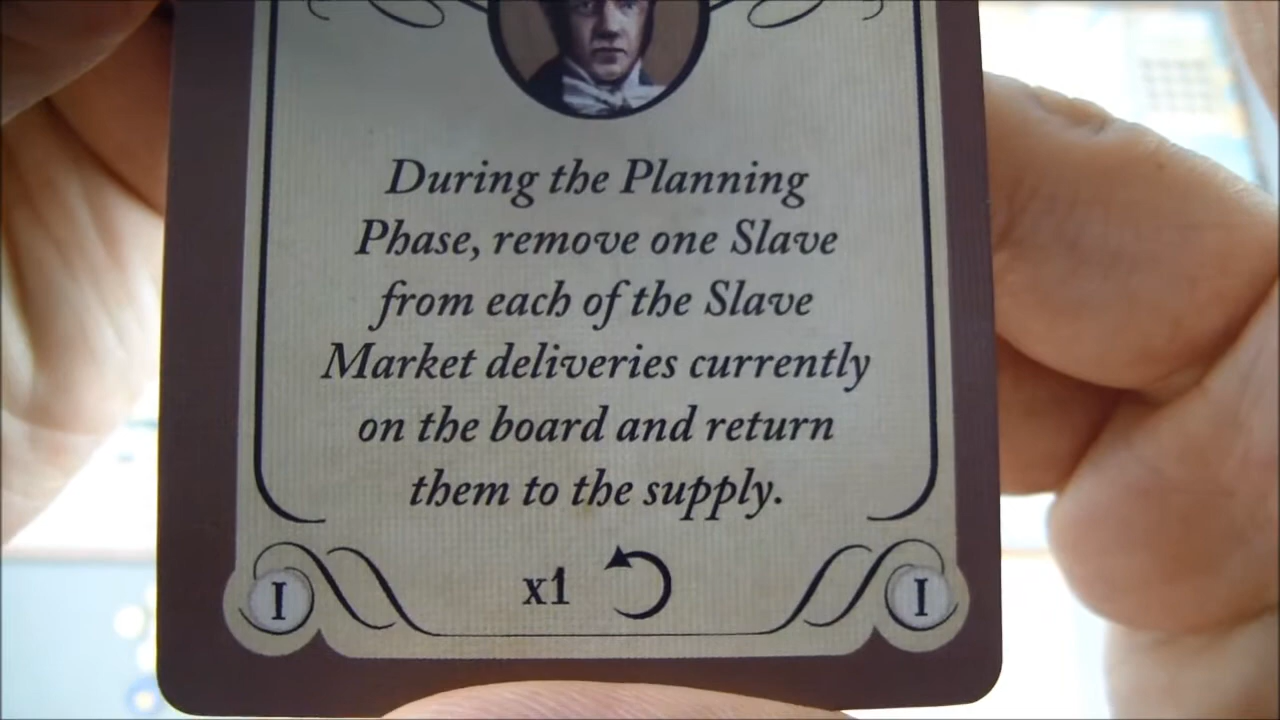 During the Planning
Phase, remove one Slave
from each of the Slave
Market deliveries currently
on the board and return
them to the supply.
x1
I
I